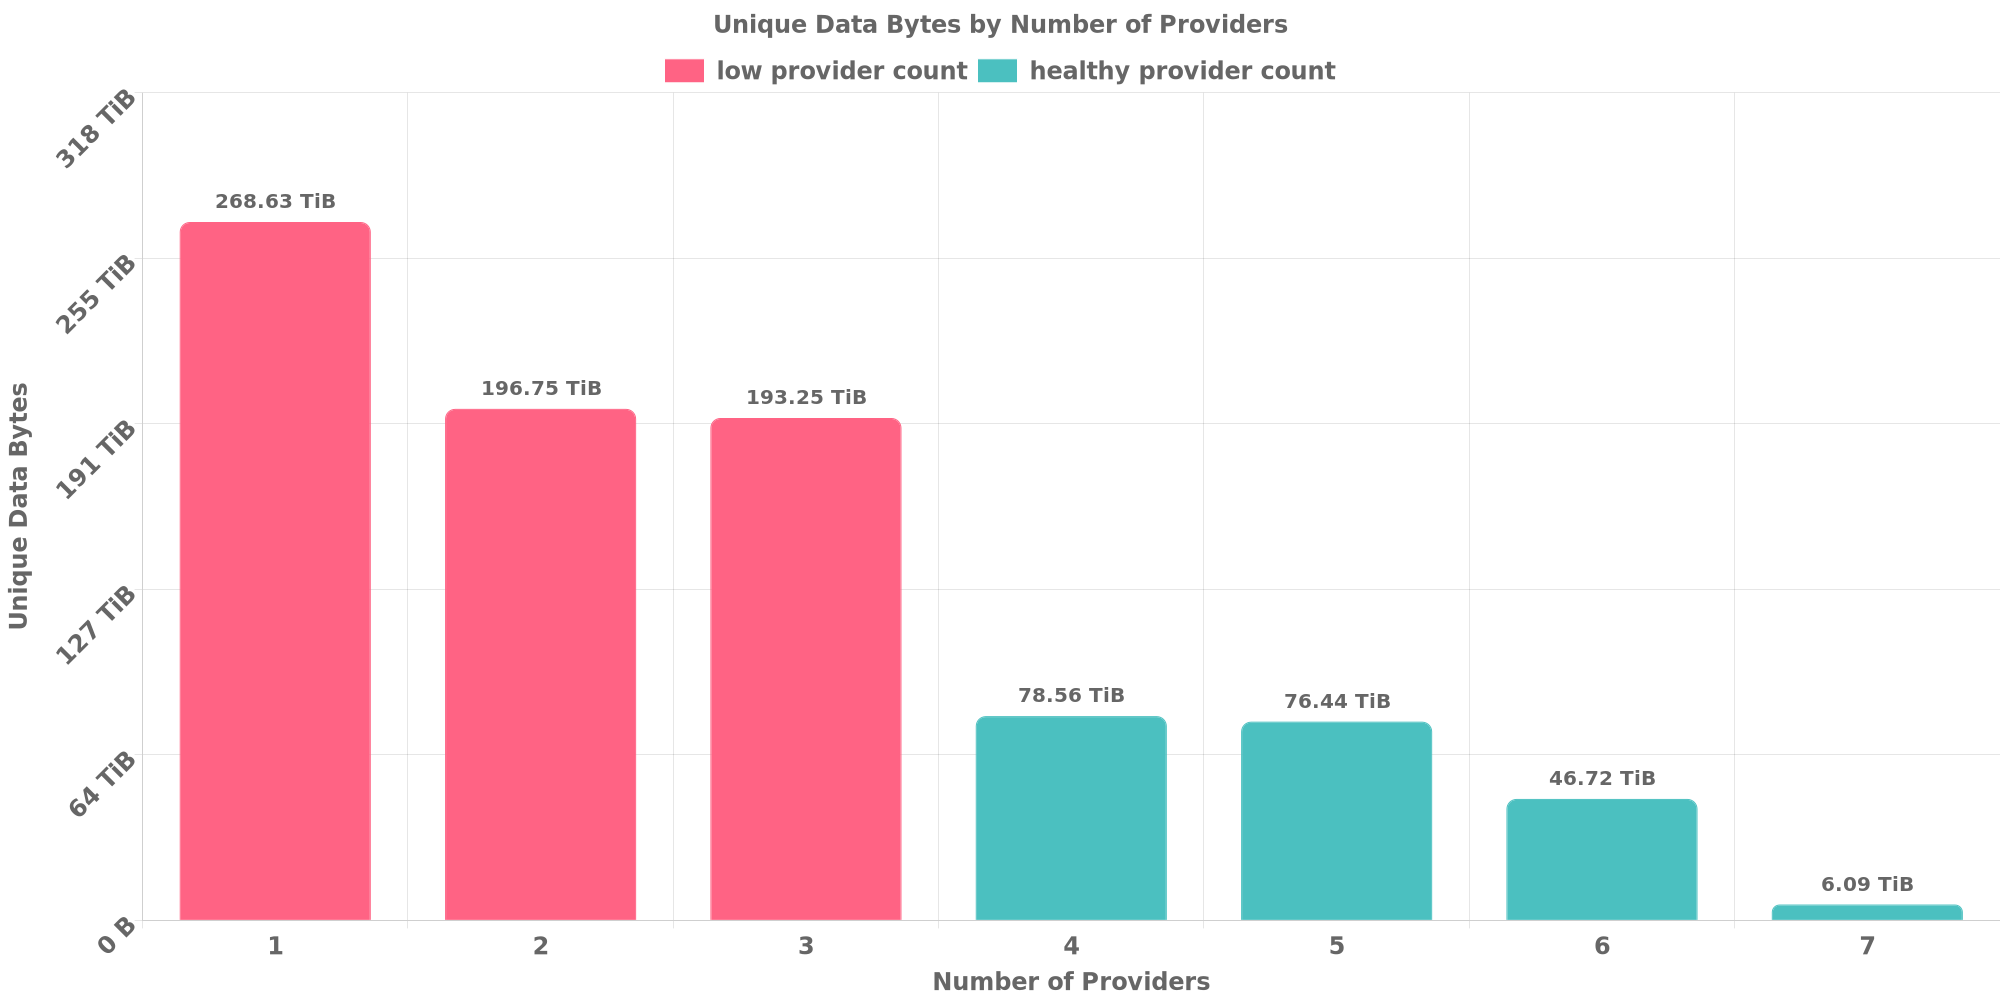 Unique Data Bytes by Number of Providers
low provider count healthy provider count
318 TiB
255 TiB
191 TiB
127 TiB
64 TiB
0 B
Unique Data Bytes
268.63 TiB
196.75 TiB
193.25 TiB
78.56 TiB
76.44 TiB
46.72 TiB
6.09 TiB
1 2 3 4 5 6 7
Number of Providers